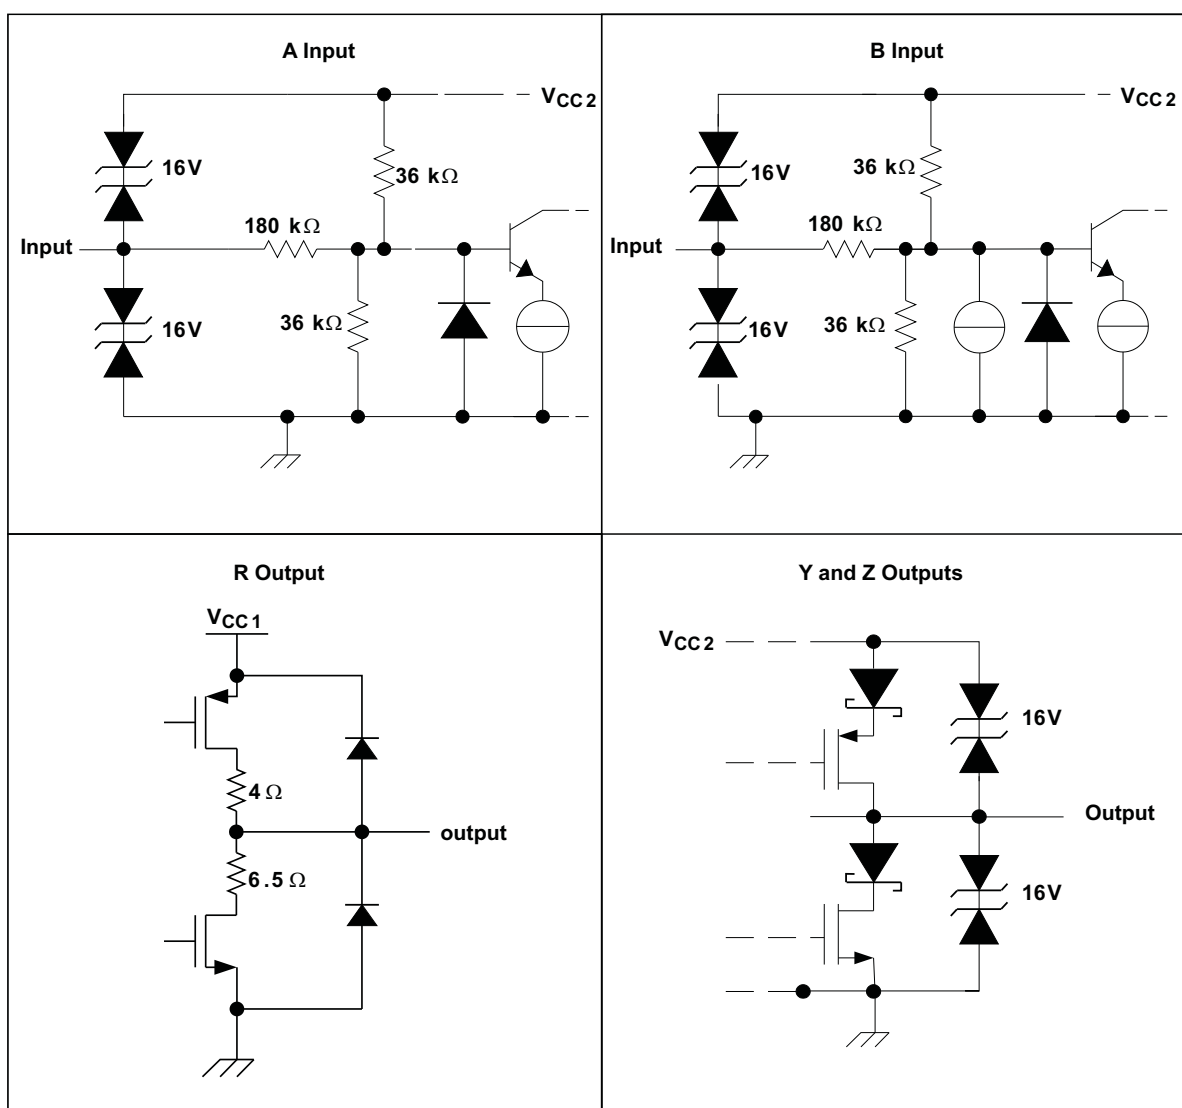 A Input
VCC2
16V
36 kΩ
180 kΩ
Input
16V
36 kΩ
B Input
VCC2
16V
36 kΩ
180 kΩ
Input
16V
36 kΩ
R Output
VCC1
4 Ω
output
6.5 Ω
Y and Z Outputs
VCC2
16V
Output
16V